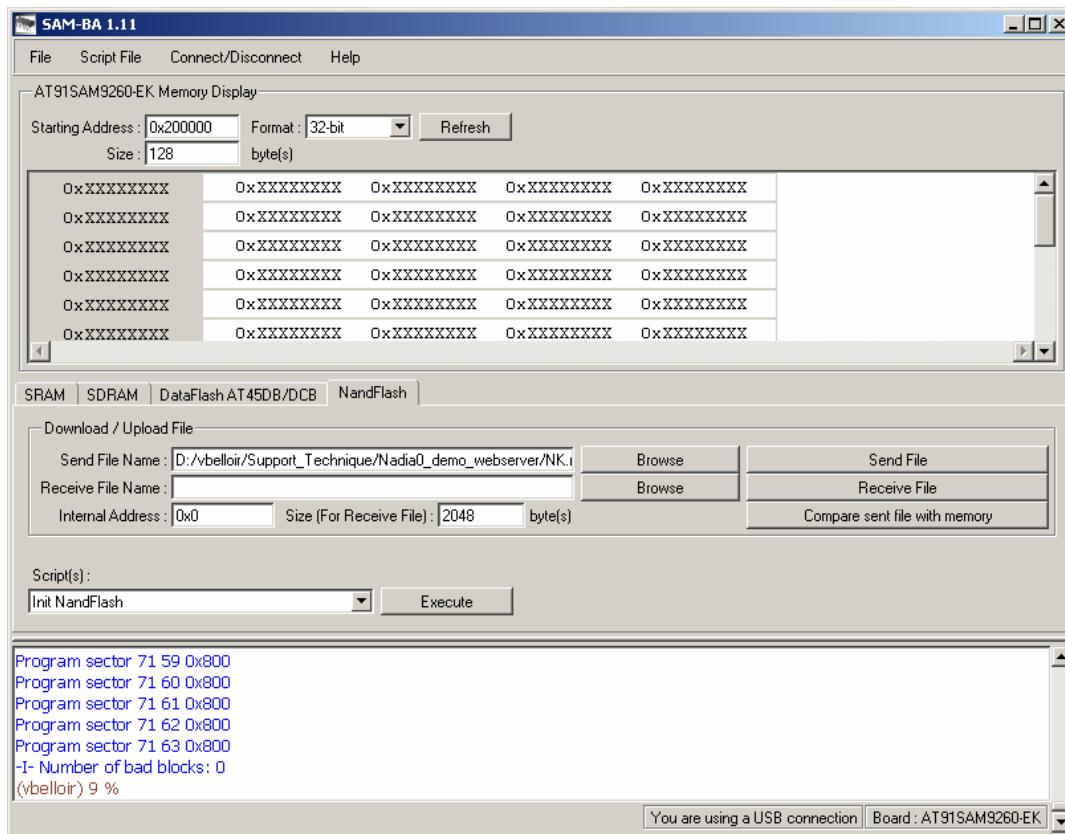 SAM-BA 1.11
File Script File Connect/Disconnect Help
AT91SAM9260-EK Memory Display
Starting Address : 0x200000 Format : 32-bit Refresh
Size : 128 byte(s)
0xXXXXXXXX 0xXXXXXXXX 0xXXXXXXXX 0xXXXXXXXX 0xXXXXXXXX
0xXXXXXXXX 0xXXXXXXXX 0xXXXXXXXX 0xXXXXXXXX 0xXXXXXXXX
0xXXXXXXXX 0xXXXXXXXX 0xXXXXXXXX 0xXXXXXXXX 0xXXXXXXXX
0xXXXXXXXX 0xXXXXXXXX 0xXXXXXXXX 0xXXXXXXXX 0xXXXXXXXX
0xXXXXXXXX 0xXXXXXXXX 0xXXXXXXXX 0xXXXXXXXX 0xXXXXXXXX
0xXXXXXXXX 0xXXXXXXXX 0xXXXXXXXX 0xXXXXXXXX 0xXXXXXXXX
SRAM SDRAM DataFlash AT45DB/DCB NandFlash
Download / Upload File
Send File Name : D:/vbelloir/Support_Technique/Nadia0_demo_webserver/NK. Browse Send File
Receive File Name : Browse Receive File
Internal Address : 0x0 Size (For Receive File) : 2048 byte(s) Compare sent file with memory
Script(s) :
Init NandFlash Execute
Program sector 71 59 0x800
Program sector 71 60 0x800
Program sector 71 61 0x800
Program sector 71 62 0x800
Program sector 71 63 0x800
-I- Number of bad blocks: 0
(vbelloir) 9 %
You are using a USB connection Board : AT91SAM9260-EK